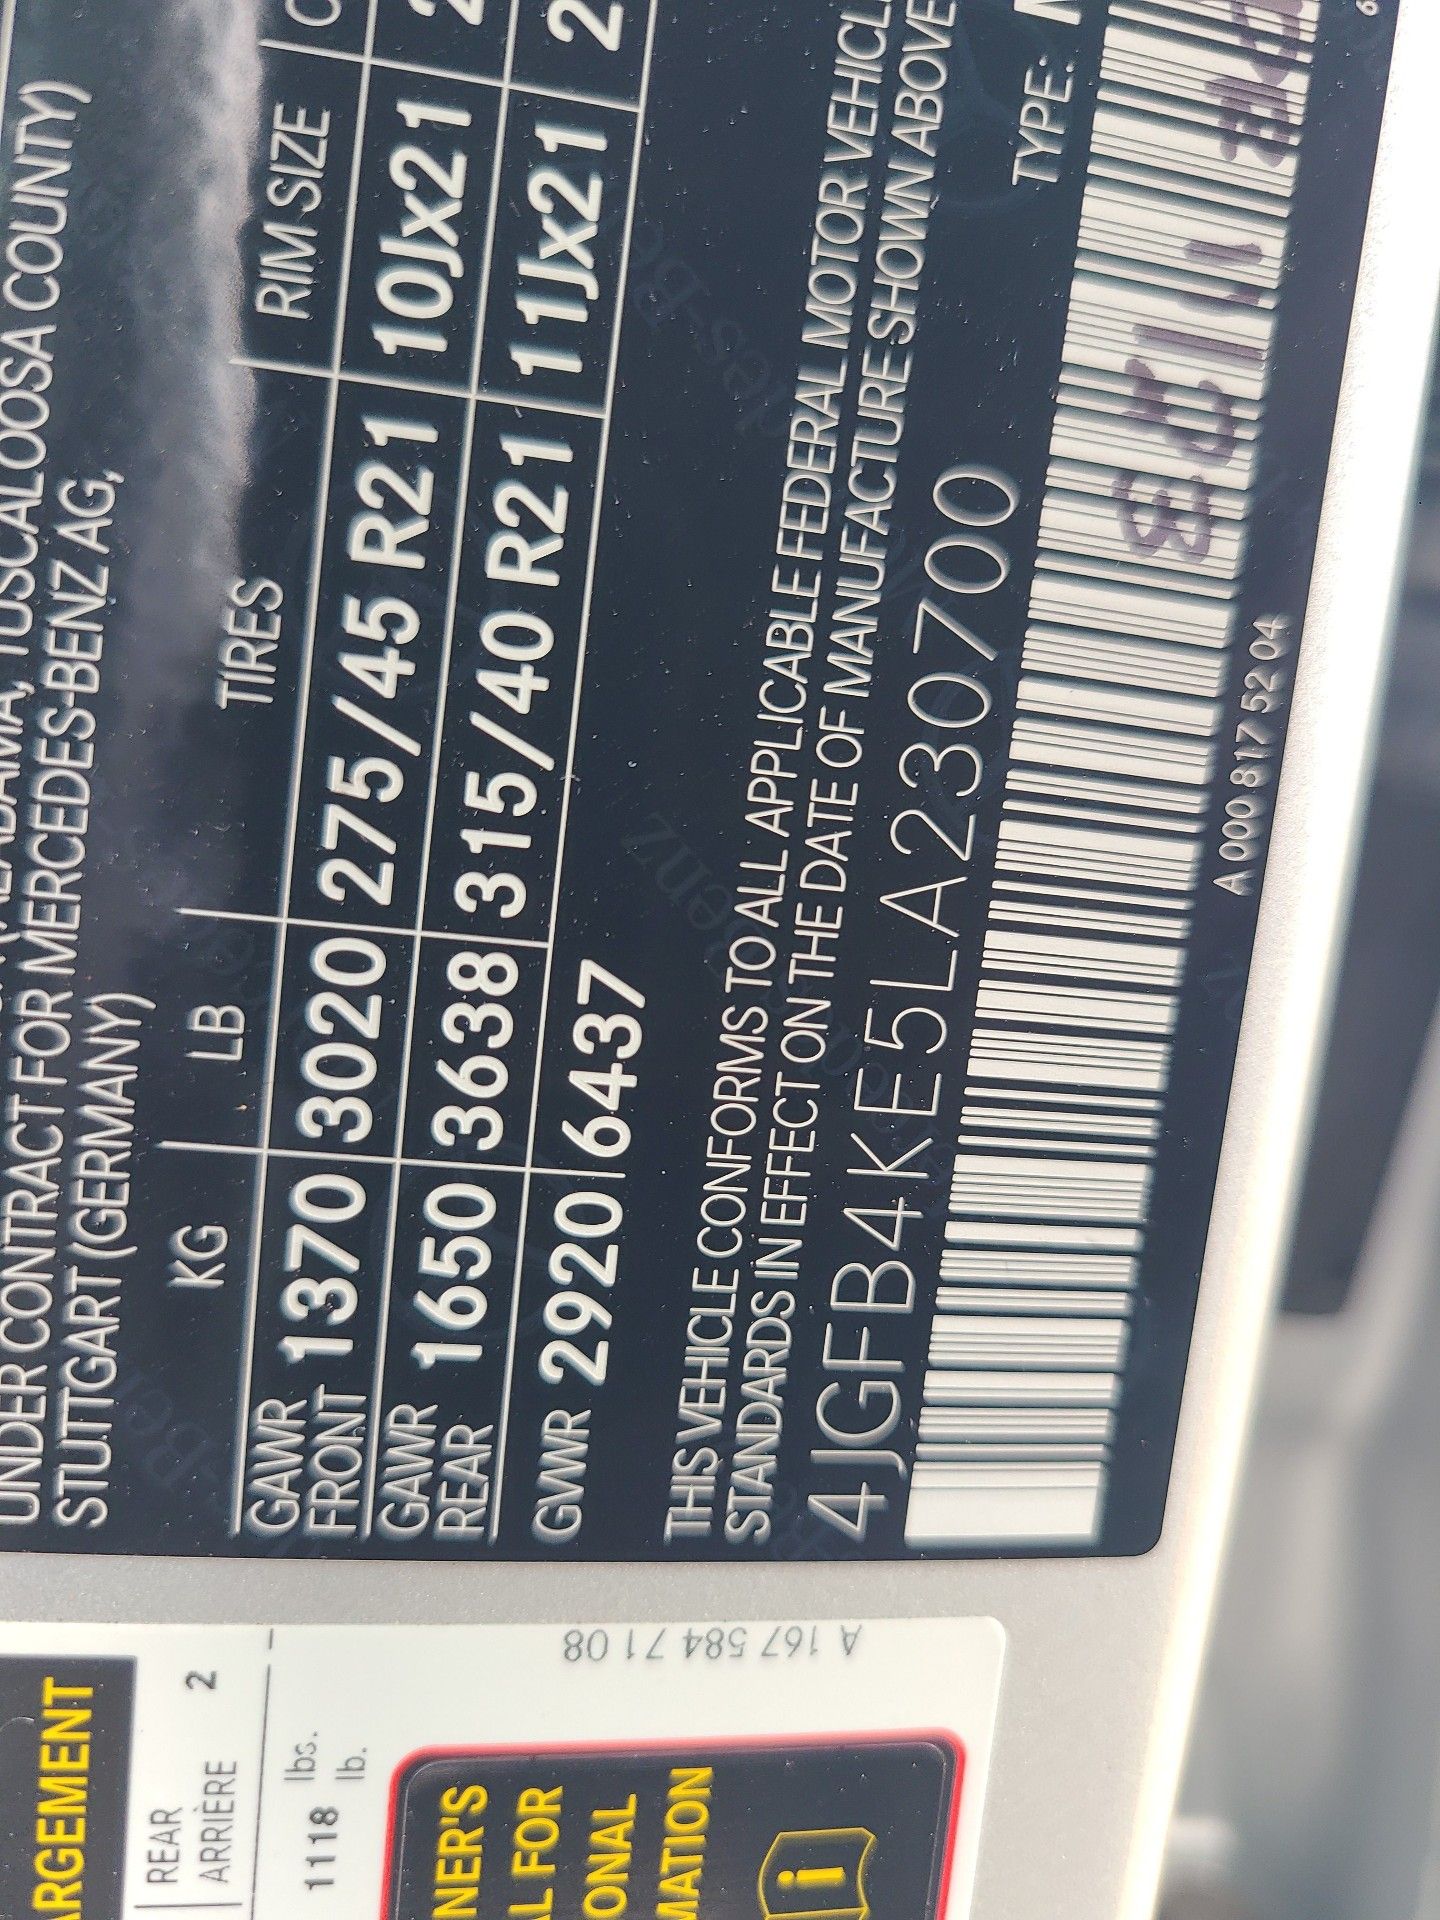 TUSCALOOSA COUNTY)
UNDER CONTRACT FOR MERCEDES-BENZ AG,
STUTTGART (GERMANY)
KG LB TIRES RIM SIZE
GAWR FRONT 1370 3020 275/45 R21 10Jx21
GAWR REAR 1650 3638 315/40 R21 11Jx21
GVWR 2920 6437
THIS VEHICLE CONFORMS TO ALL APPLICABLE FEDERAL MOTOR VEHICL
STANDARDS IN EFFECT ON THE DATE OF MANUFACTURE SHOWN ABOVE
4JGFB4KE5LA230700
TYPE:
A 000 817 52 04
A 167 584 71 08
ARGEMENT
REAR
ARRIÈRE
2
1118 lbs.
lb.
NER'S
L FOR
ONAL
MATION